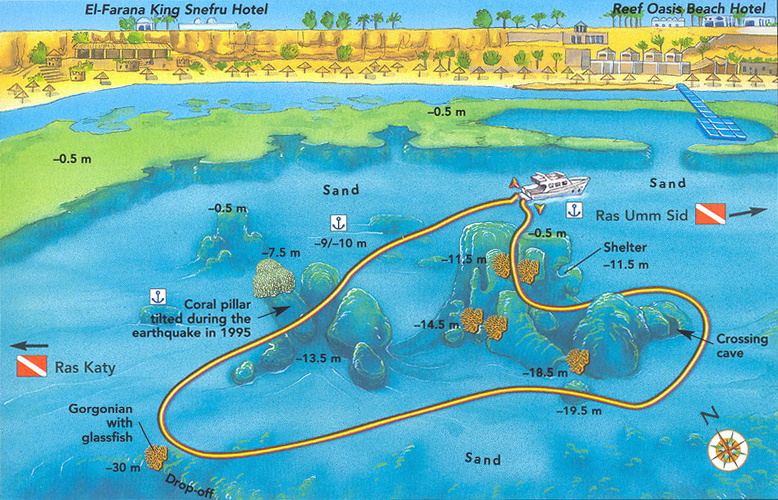 El-Farana King Snefru Hotel
Reef Oasis Beach Hotel
–0.5 m
–0.5 m
Sand
Sand
–0.5 m
Ras Umm Sid
–9/–10 m
–0.5 m
–7.5 m
Shelter
–11.5 m
–11.5 m
Coral pillar
tilted during the
earthquake in 1995
–14.5 m
Crossing
cave
–13.5 m
Ras Katy
–18.5 m
–19.5 m
Gorgonian
with
glassfish
N
–30 m
Drop-off
Sand